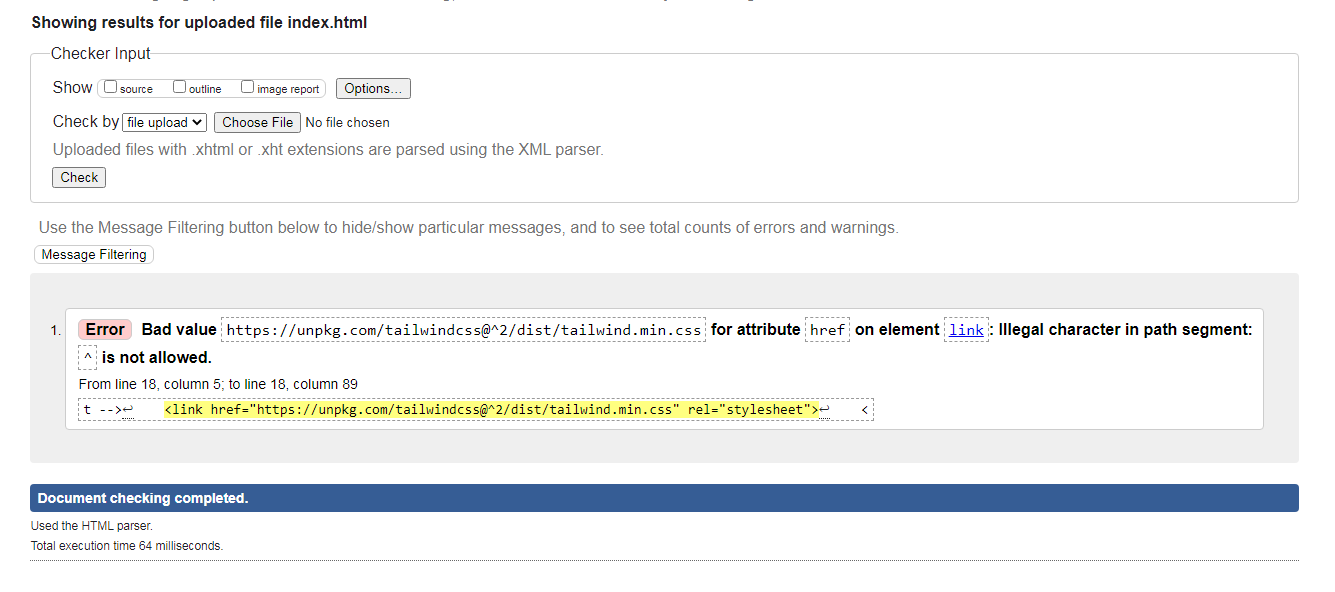 Showing results for uploaded file index.html
Checker Input
Show source outline image report Options...
Check by file upload Choose File No file chosen
Uploaded files with .xhtml or .xht extensions are parsed using the XML parser.
Check
Use the Message Filtering button below to hide/show particular messages, and to see total counts of errors and warnings.
Message Filtering
1. Error Bad value https://unpkg.com/tailwindcss@^2/dist/tailwind.min.css for attribute href on element link: Illegal character in path segment:
^ is not allowed.
From line 18, column 5; to line 18, column 89
t -->↩ <link href="https://unpkg.com/tailwindcss@^2/dist/tailwind.min.css" rel="stylesheet">↩ <
Document checking completed.
Used the HTML parser.
Total execution time 64 milliseconds.